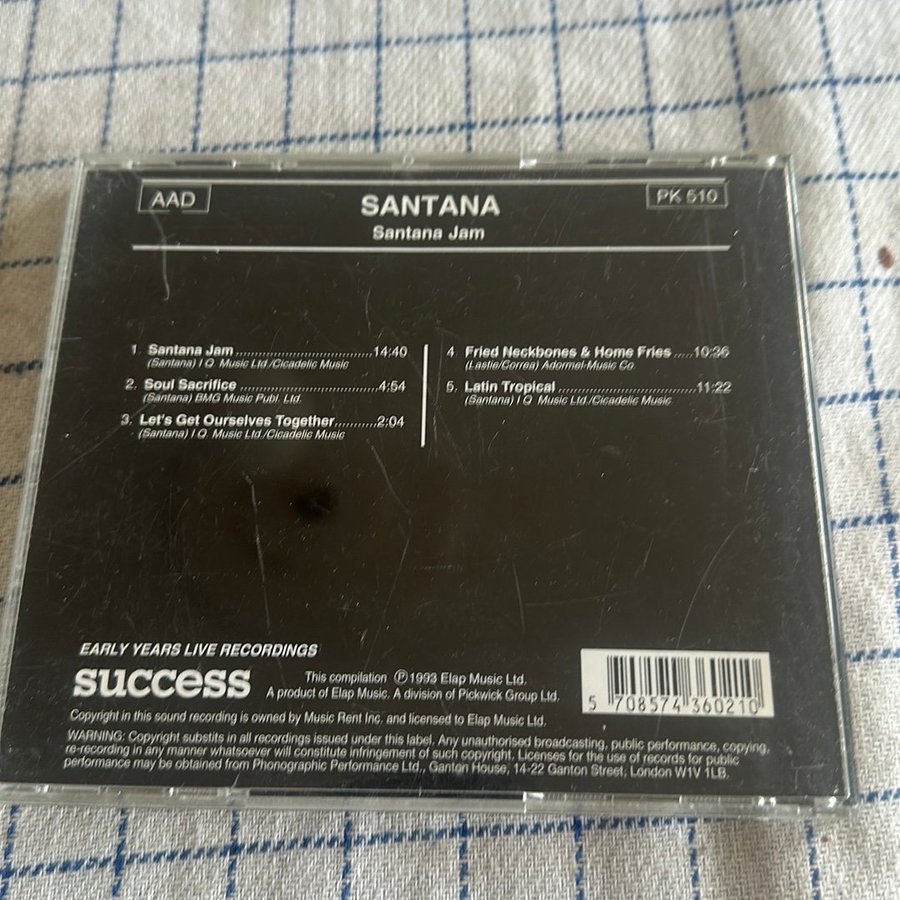 AAD
SANTANA
PK 510
Santana Jam
1. Santana Jam..............................14:40
(Santana) I Q. Music Ltd./Cicadelic Music
2. Soul Sacrifice ..............................4:54
(Santana) BMG Music Publ. Ltd.
3. Let's Get Ourselves Together...........2:04
(Santana) I Q. Music Ltd./Cicadelic Music
4. Fried Neckbones & Home Fries .....10:36
(Laslie/Correa) Adormel-Music Co
5. Latin Tropical ..............................11:22
(Santana) I Q. Music Ltd./Cicadelic Music
EARLY YEARS LIVE RECORDINGS
success
This compilation ℗1993 Elap Music Ltd.
A product of Elap Music. A division of Pickwick Group Ltd.
5 708574 360210
Copyright in this sound recording is owned by Music Rent Inc. and licensed to Elap Music Ltd.
WARNING: Copyright substits in all recordings issued under this label. Any unauthorised broadcasting, public performance, copying,
re-recording in any manner whatsoever will constitute infringement of such copyright. Licenses for the use of records for public
performance may be obtained from Phonographic Performance Ltd., Ganton House, 14-22 Ganton Street, London W1V 1LB.